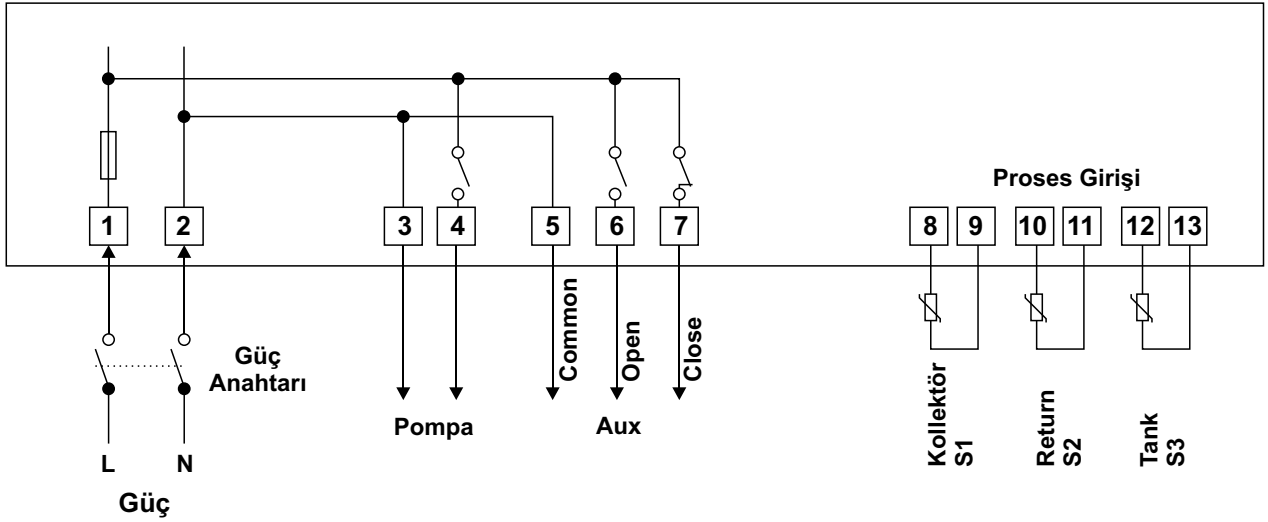 Proses Girişi
1 2 3 4 5 6 7 8 9 10 11 12 13
Common
Open
Close
Güç
Anahtarı
Pompa
Aux
Kollektör
S1
Return
S2
Tank
S3
L N
Güç